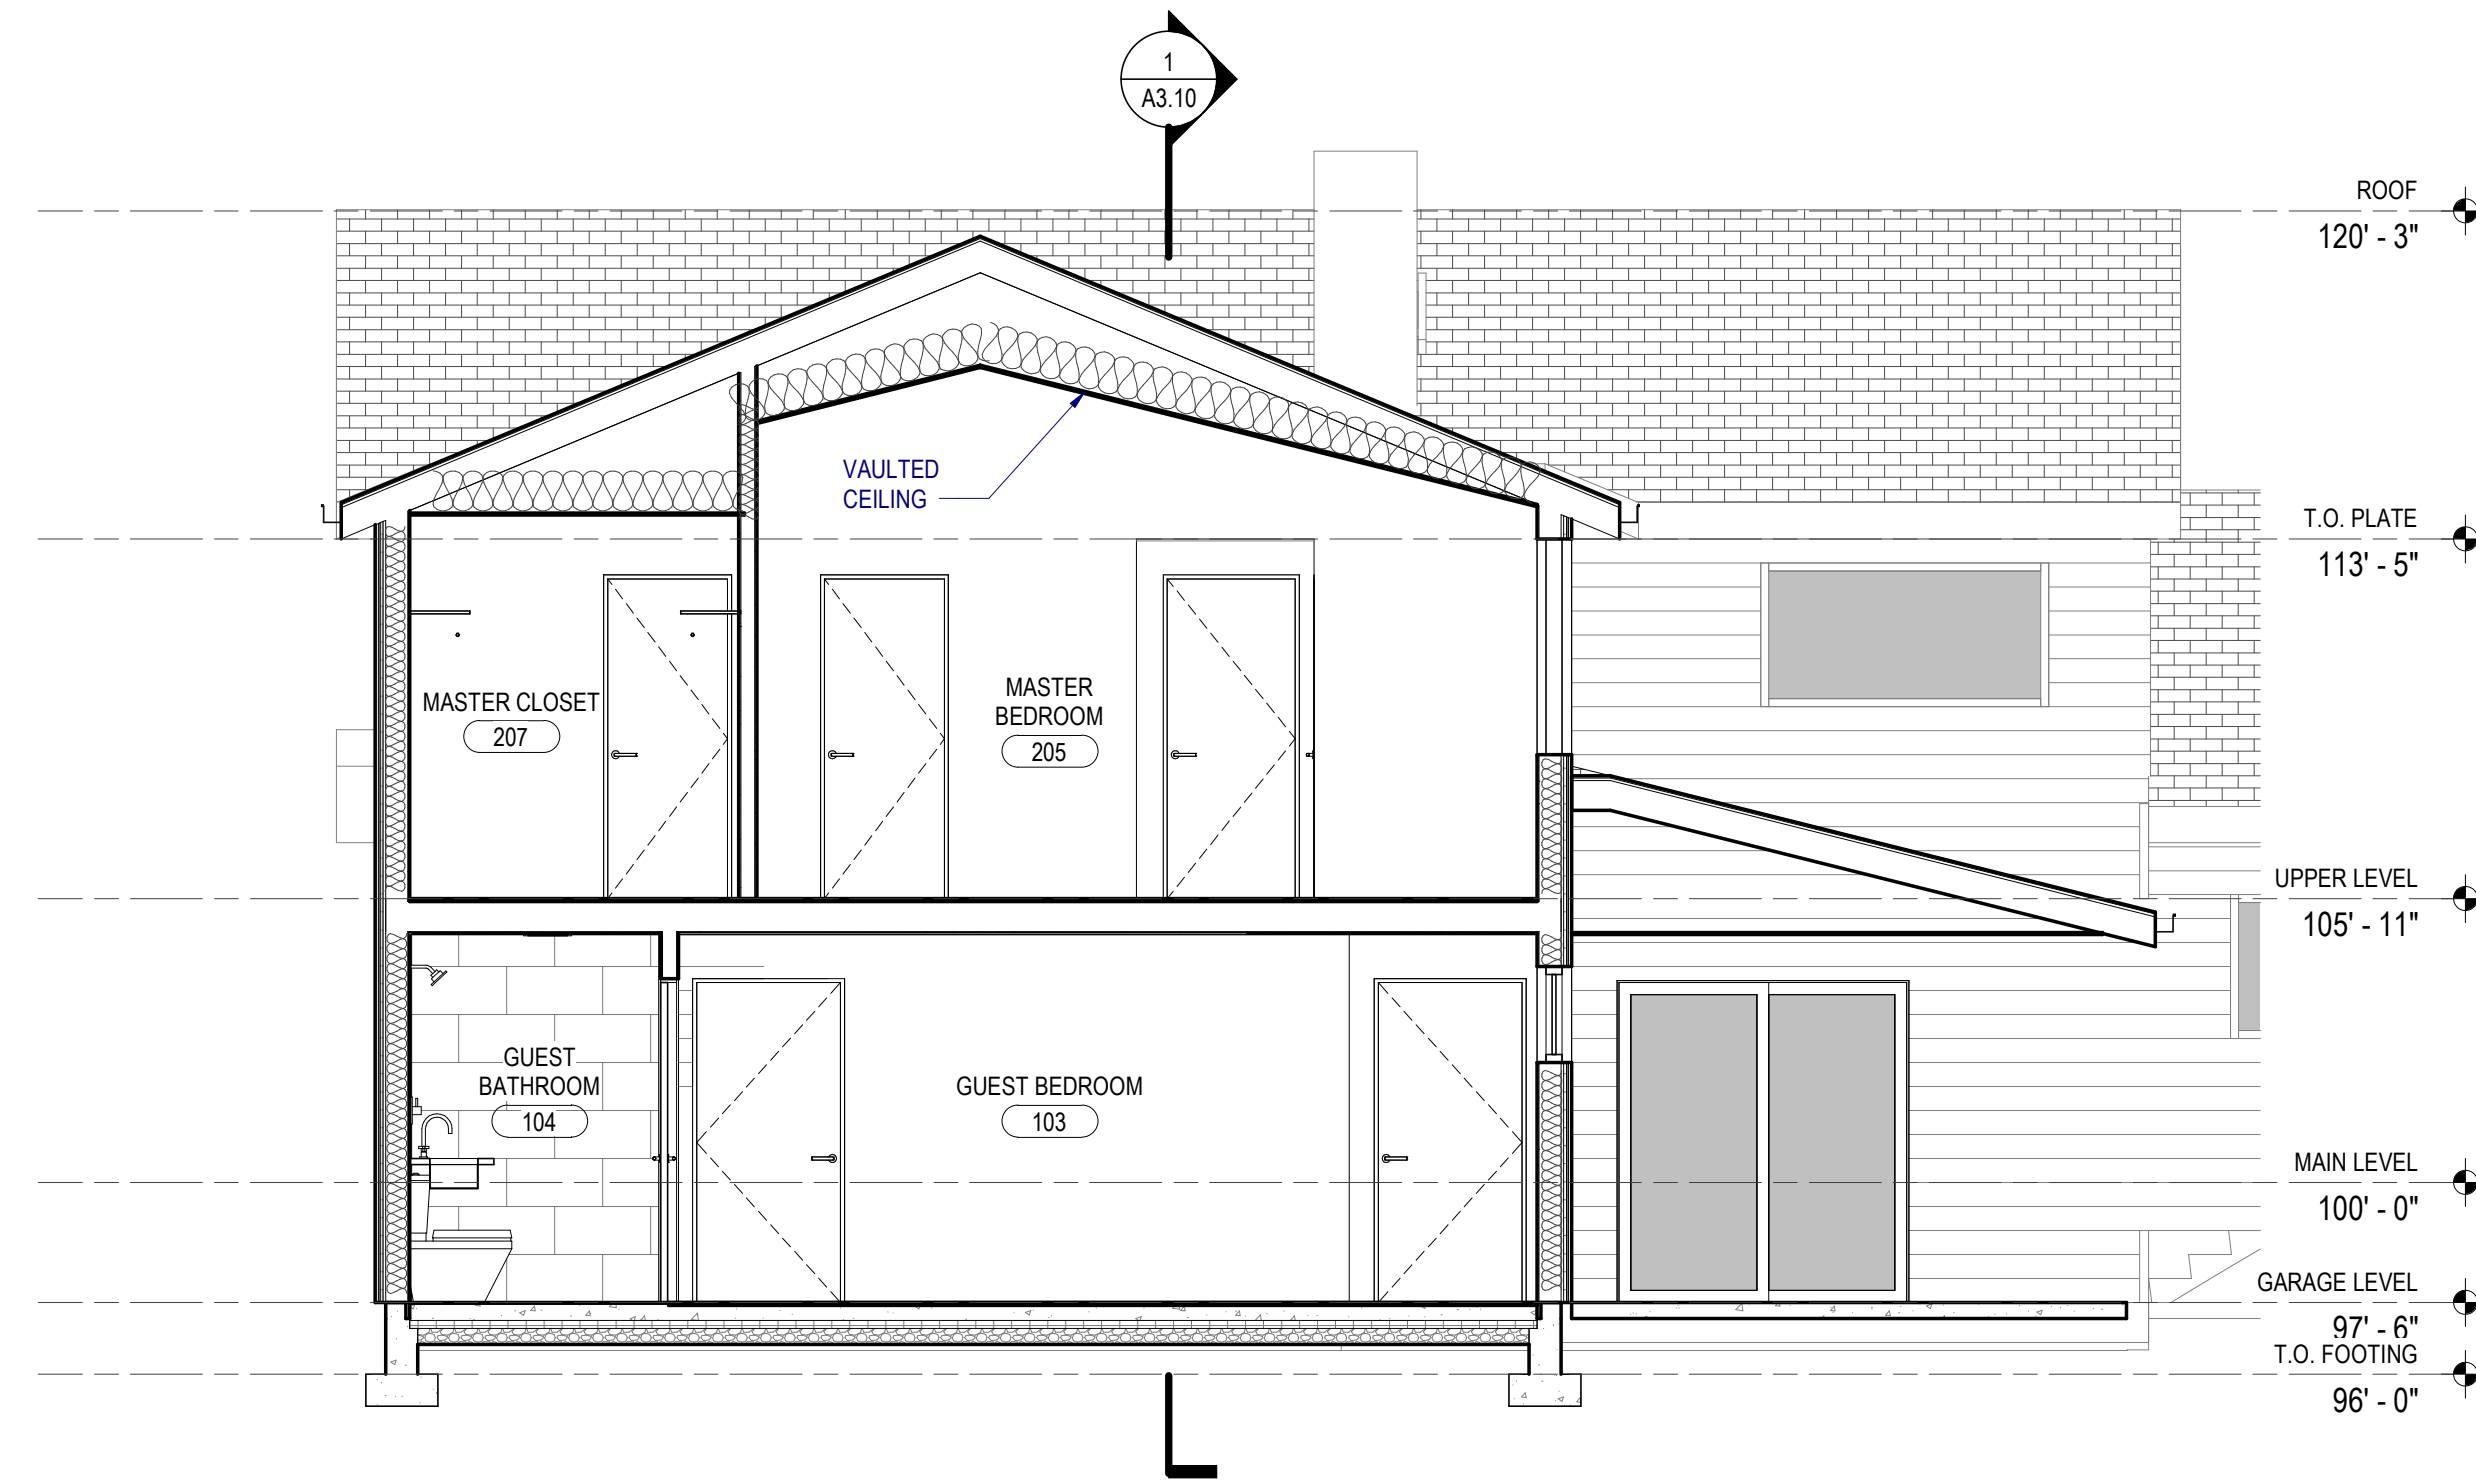 1
A3.10
ROOF
120' - 3"
VAULTED
CEILING
T.O. PLATE
113' - 5"
MASTER CLOSET
207
MASTER
BEDROOM
205
UPPER LEVEL
105' - 11"
GUEST
BATHROOM
104
GUEST BEDROOM
103
MAIN LEVEL
100' - 0"
GARAGE LEVEL
97' - 6"
T.O. FOOTING
96' - 0"